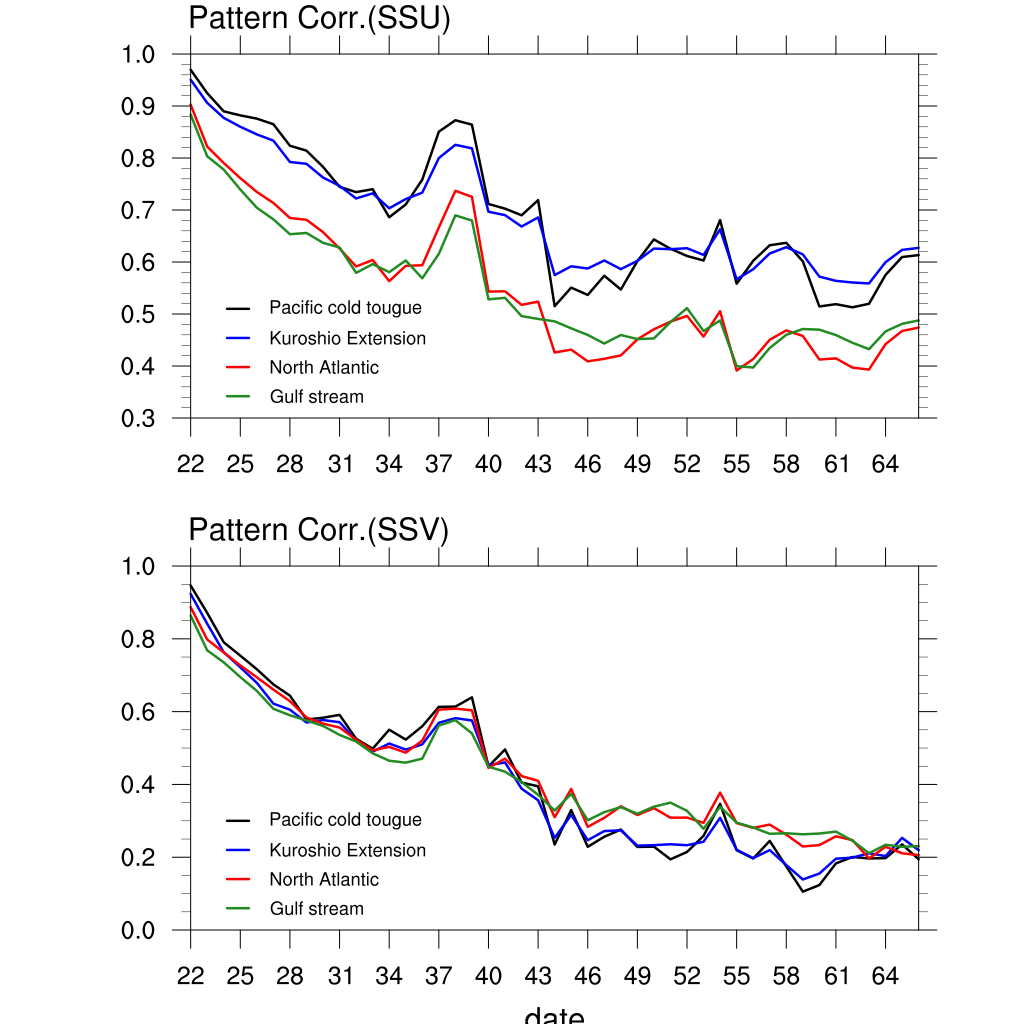 Pattern Corr.(SSU)
1.0
0.9
0.8
0.7
0.6
0.5
0.4
0.3
Pacific cold tougue
Kuroshio Extension
North Atlantic
Gulf stream
22 25 28 31 34 37 40 43 46 49 52 55 58 61 64
Pattern Corr.(SSV)
1.0
0.8
0.6
0.4
0.2
0.0
Pacific cold tougue
Kuroshio Extension
North Atlantic
Gulf stream
22 25 28 31 34 37 40 43 46 49 52 55 58 61 64
date